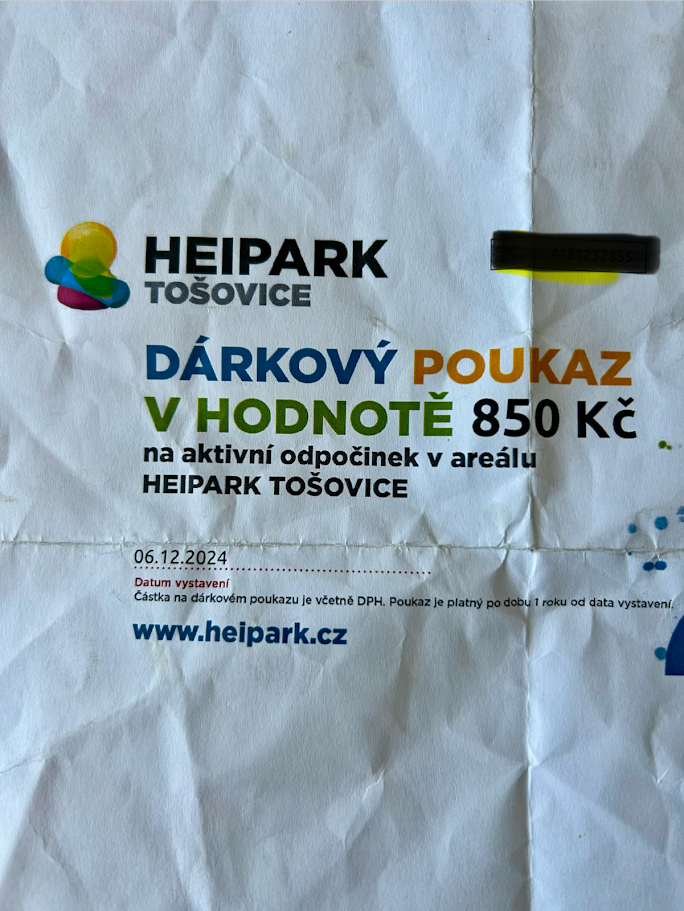 HEIPARK
TOŠOVICE
DÁRKOVÝ POUKAZ
V HODNOTĚ 850 Kč
na aktivní odpočinek v areálu
HEIPARK TOŠOVICE
06.12.2024
Datum vystavení
Částka na dárkovém poukazu je včetně DPH. Poukaz je platný po dobu 1 roku od data vystavení.
www.heipark.cz